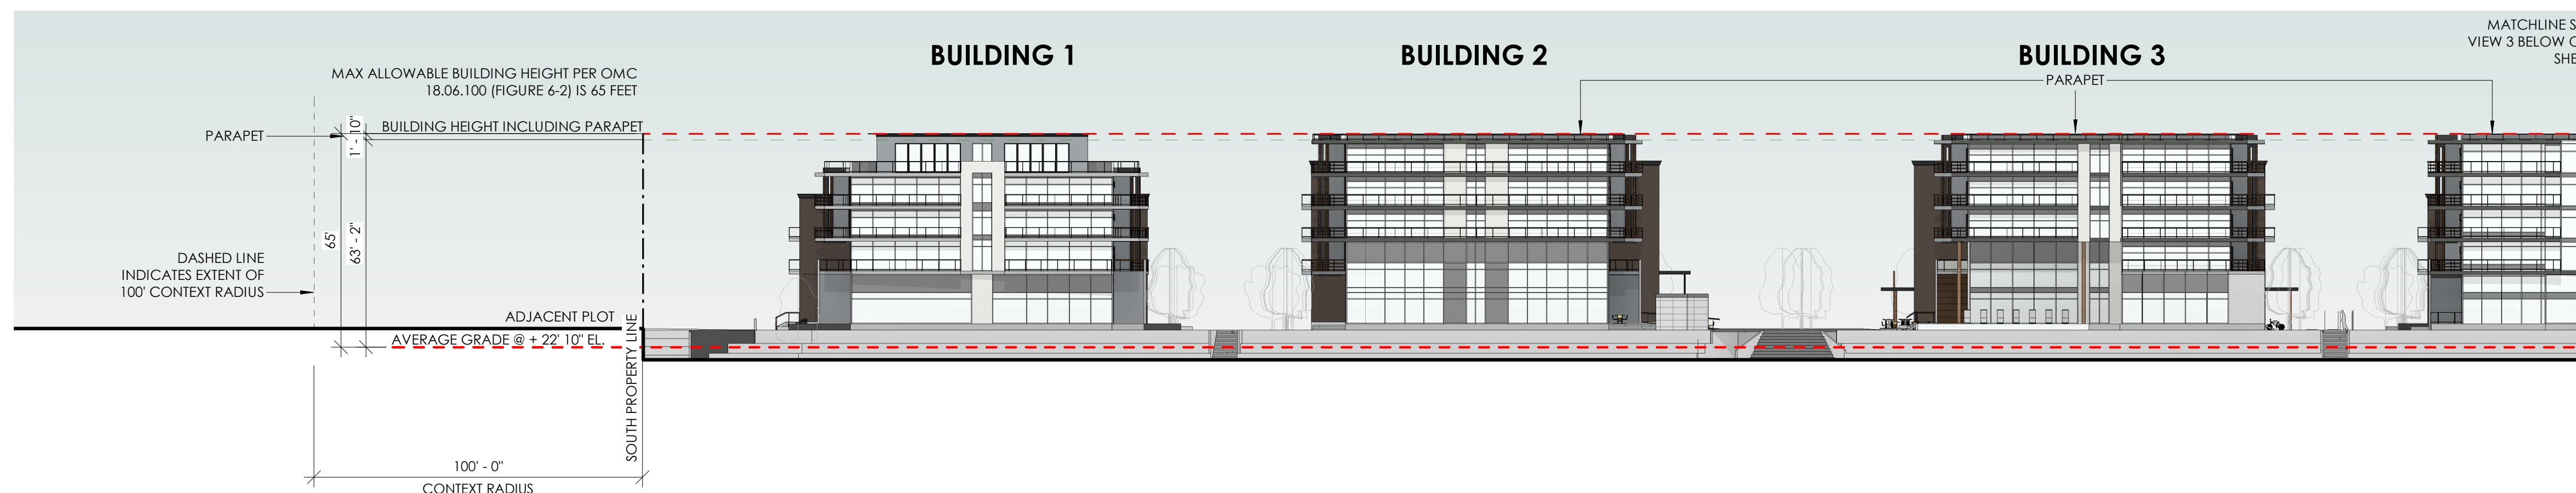 BUILDING 1
BUILDING 2
BUILDING 3
MATCHLINE S
VIEW 3 BELOW O
SHE
PARAPET
MAX ALLOWABLE BUILDING HEIGHT PER OMC
18.06.100 (FIGURE 6-2) IS 65 FEET
BUILDING HEIGHT INCLUDING PARAPET
PARAPET
1' - 10"
65'
63' - 2"
DASHED LINE
INDICATES EXTENT OF
100' CONTEXT RADIUS
ADJACENT PLOT
AVERAGE GRADE @ + 22' 10" EL.
SOUTH PROPERTY LINE
100' - 0"
CONTEXT RADIUS